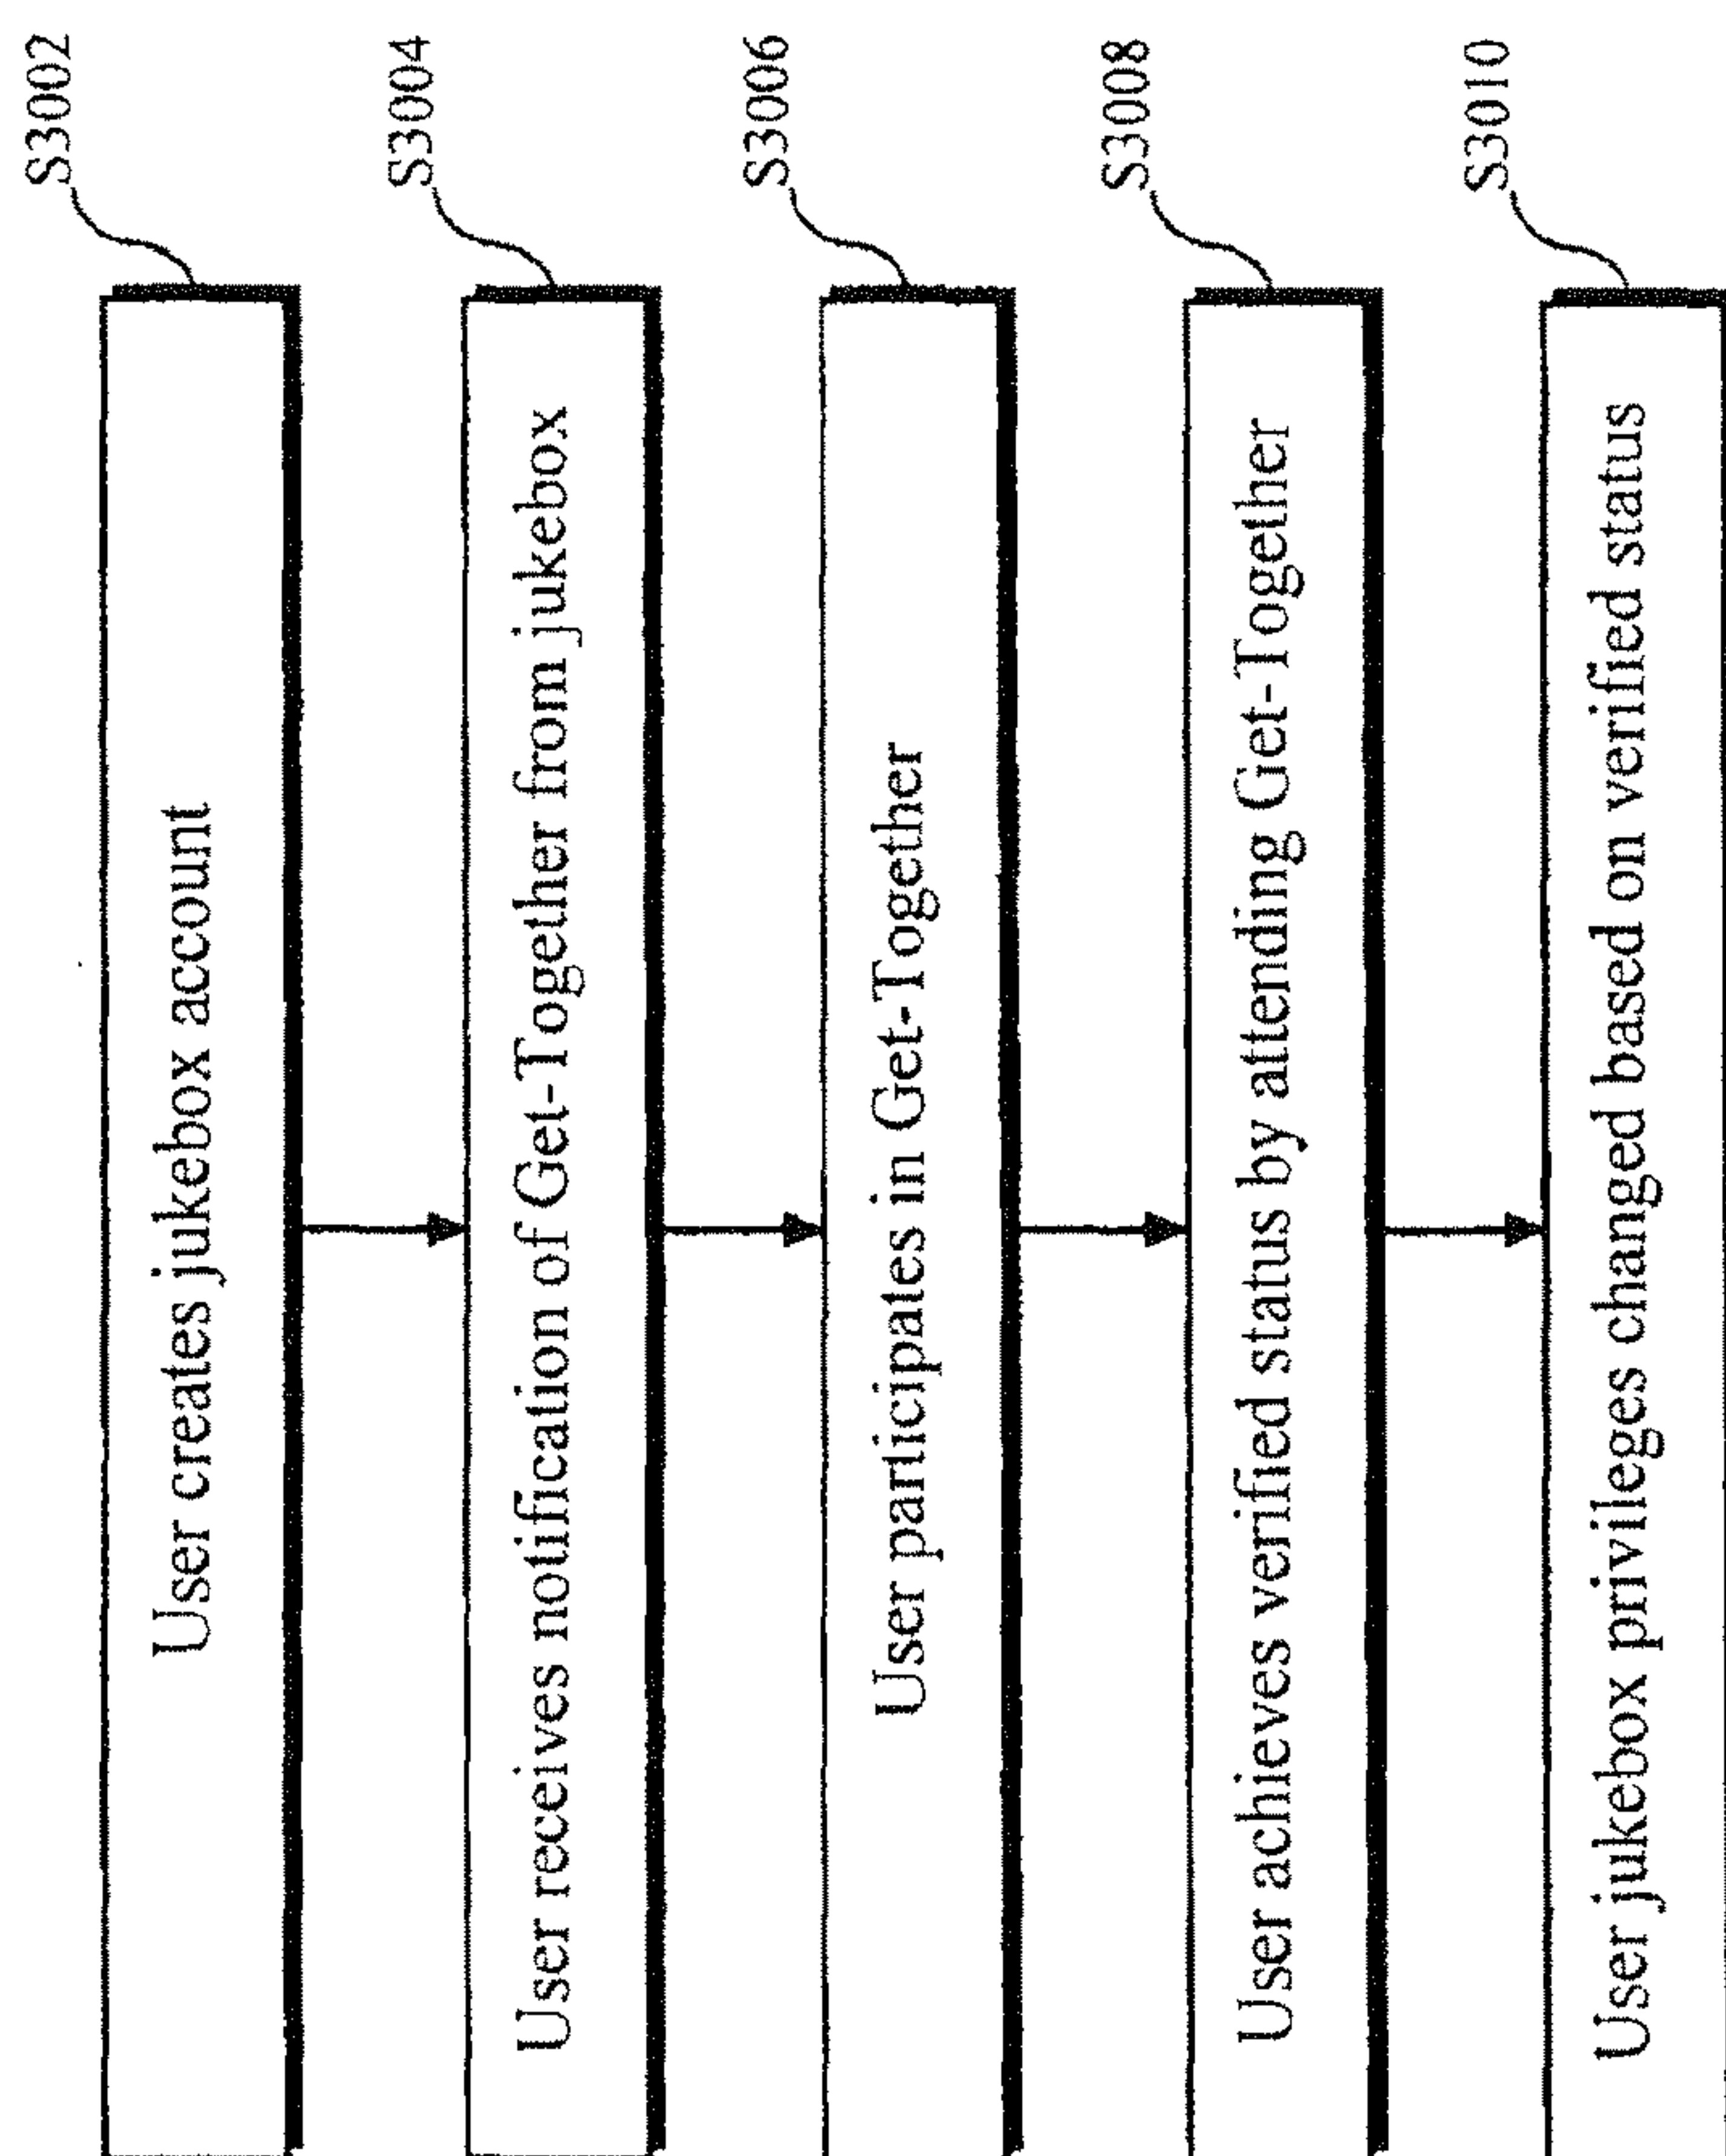 User creates jukebox account
S3002
User receives notification of Get-Together from jukebox
S3004
User participates in Get-Together
S3006
User achieves verified status by attending Get-Together
S3008
User jukebox privileges changed based on verified status
S3010